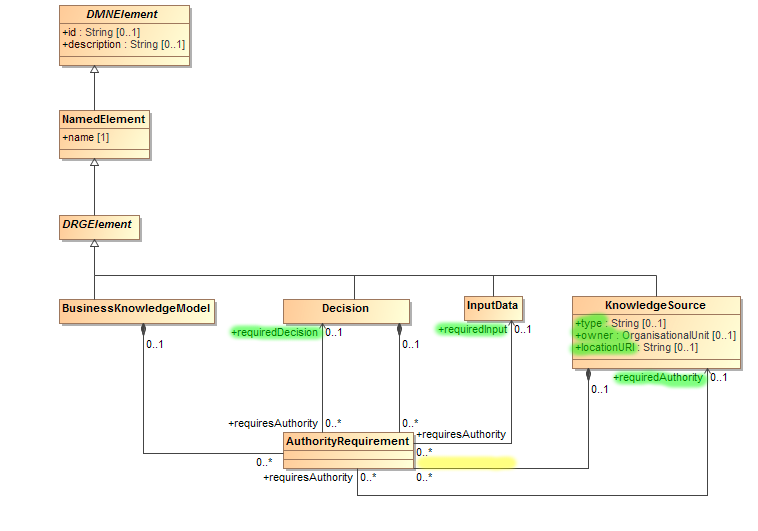 DMNElement
+id : String [0..1]
+description : String [0..1]
NamedElement
+name [1]
DRGElement
BusinessKnowledgeModel
Decision
InputData
KnowledgeSource
+type : String [0..1]
+owner : OrganisationalUnit [0..1]
+locationURI : String [0..1]
+requiredDecision
0..1
0..1
0..1
+requiredInput
0..1
+requiredAuthority
0..1
0..1
+requiresAuthority
0..*
0..*
AuthorityRequirement
+requiresAuthority
0..*
0..*
+requiresAuthority
0..*
0..*